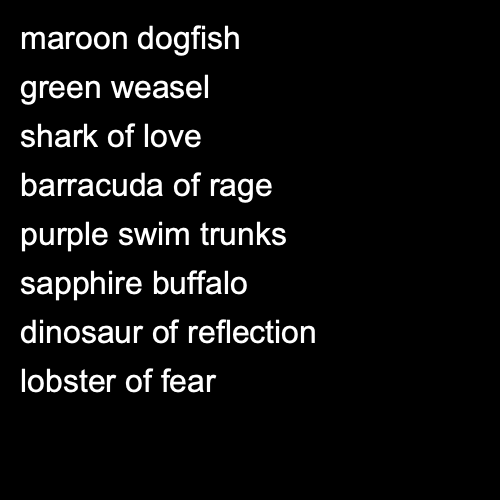 maroon dogfish
green weasel
shark of love
barracuda of rage
purple swim trunks
sapphire buffalo
dinosaur of reflection
lobster of fear